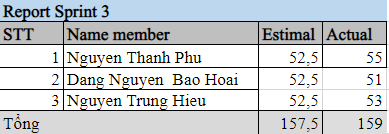 Report Sprint 3
STT Name member Estimal Actual
1 Nguyen Thanh Phu 52,5 55
2 Dang Nguyen Bao Hoai 52,5 51
3 Nguyen Trung Hieu 52,5 53
Tổng 157,5 159